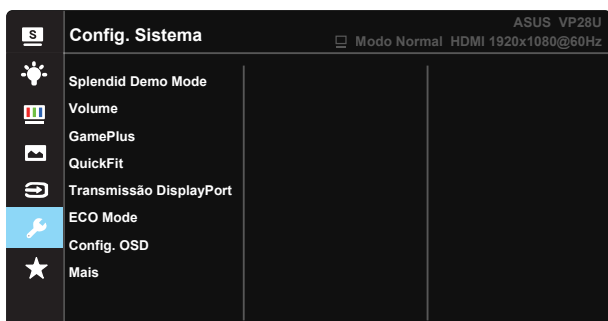 S
Config. Sistema
ASUS VP28U
Modo Normal HDMI 1920x1080@60Hz
Splendid Demo Mode
Volume
GamePlus
QuickFit
Transmissão DisplayPort
ECO Mode
Config. OSD
Mais